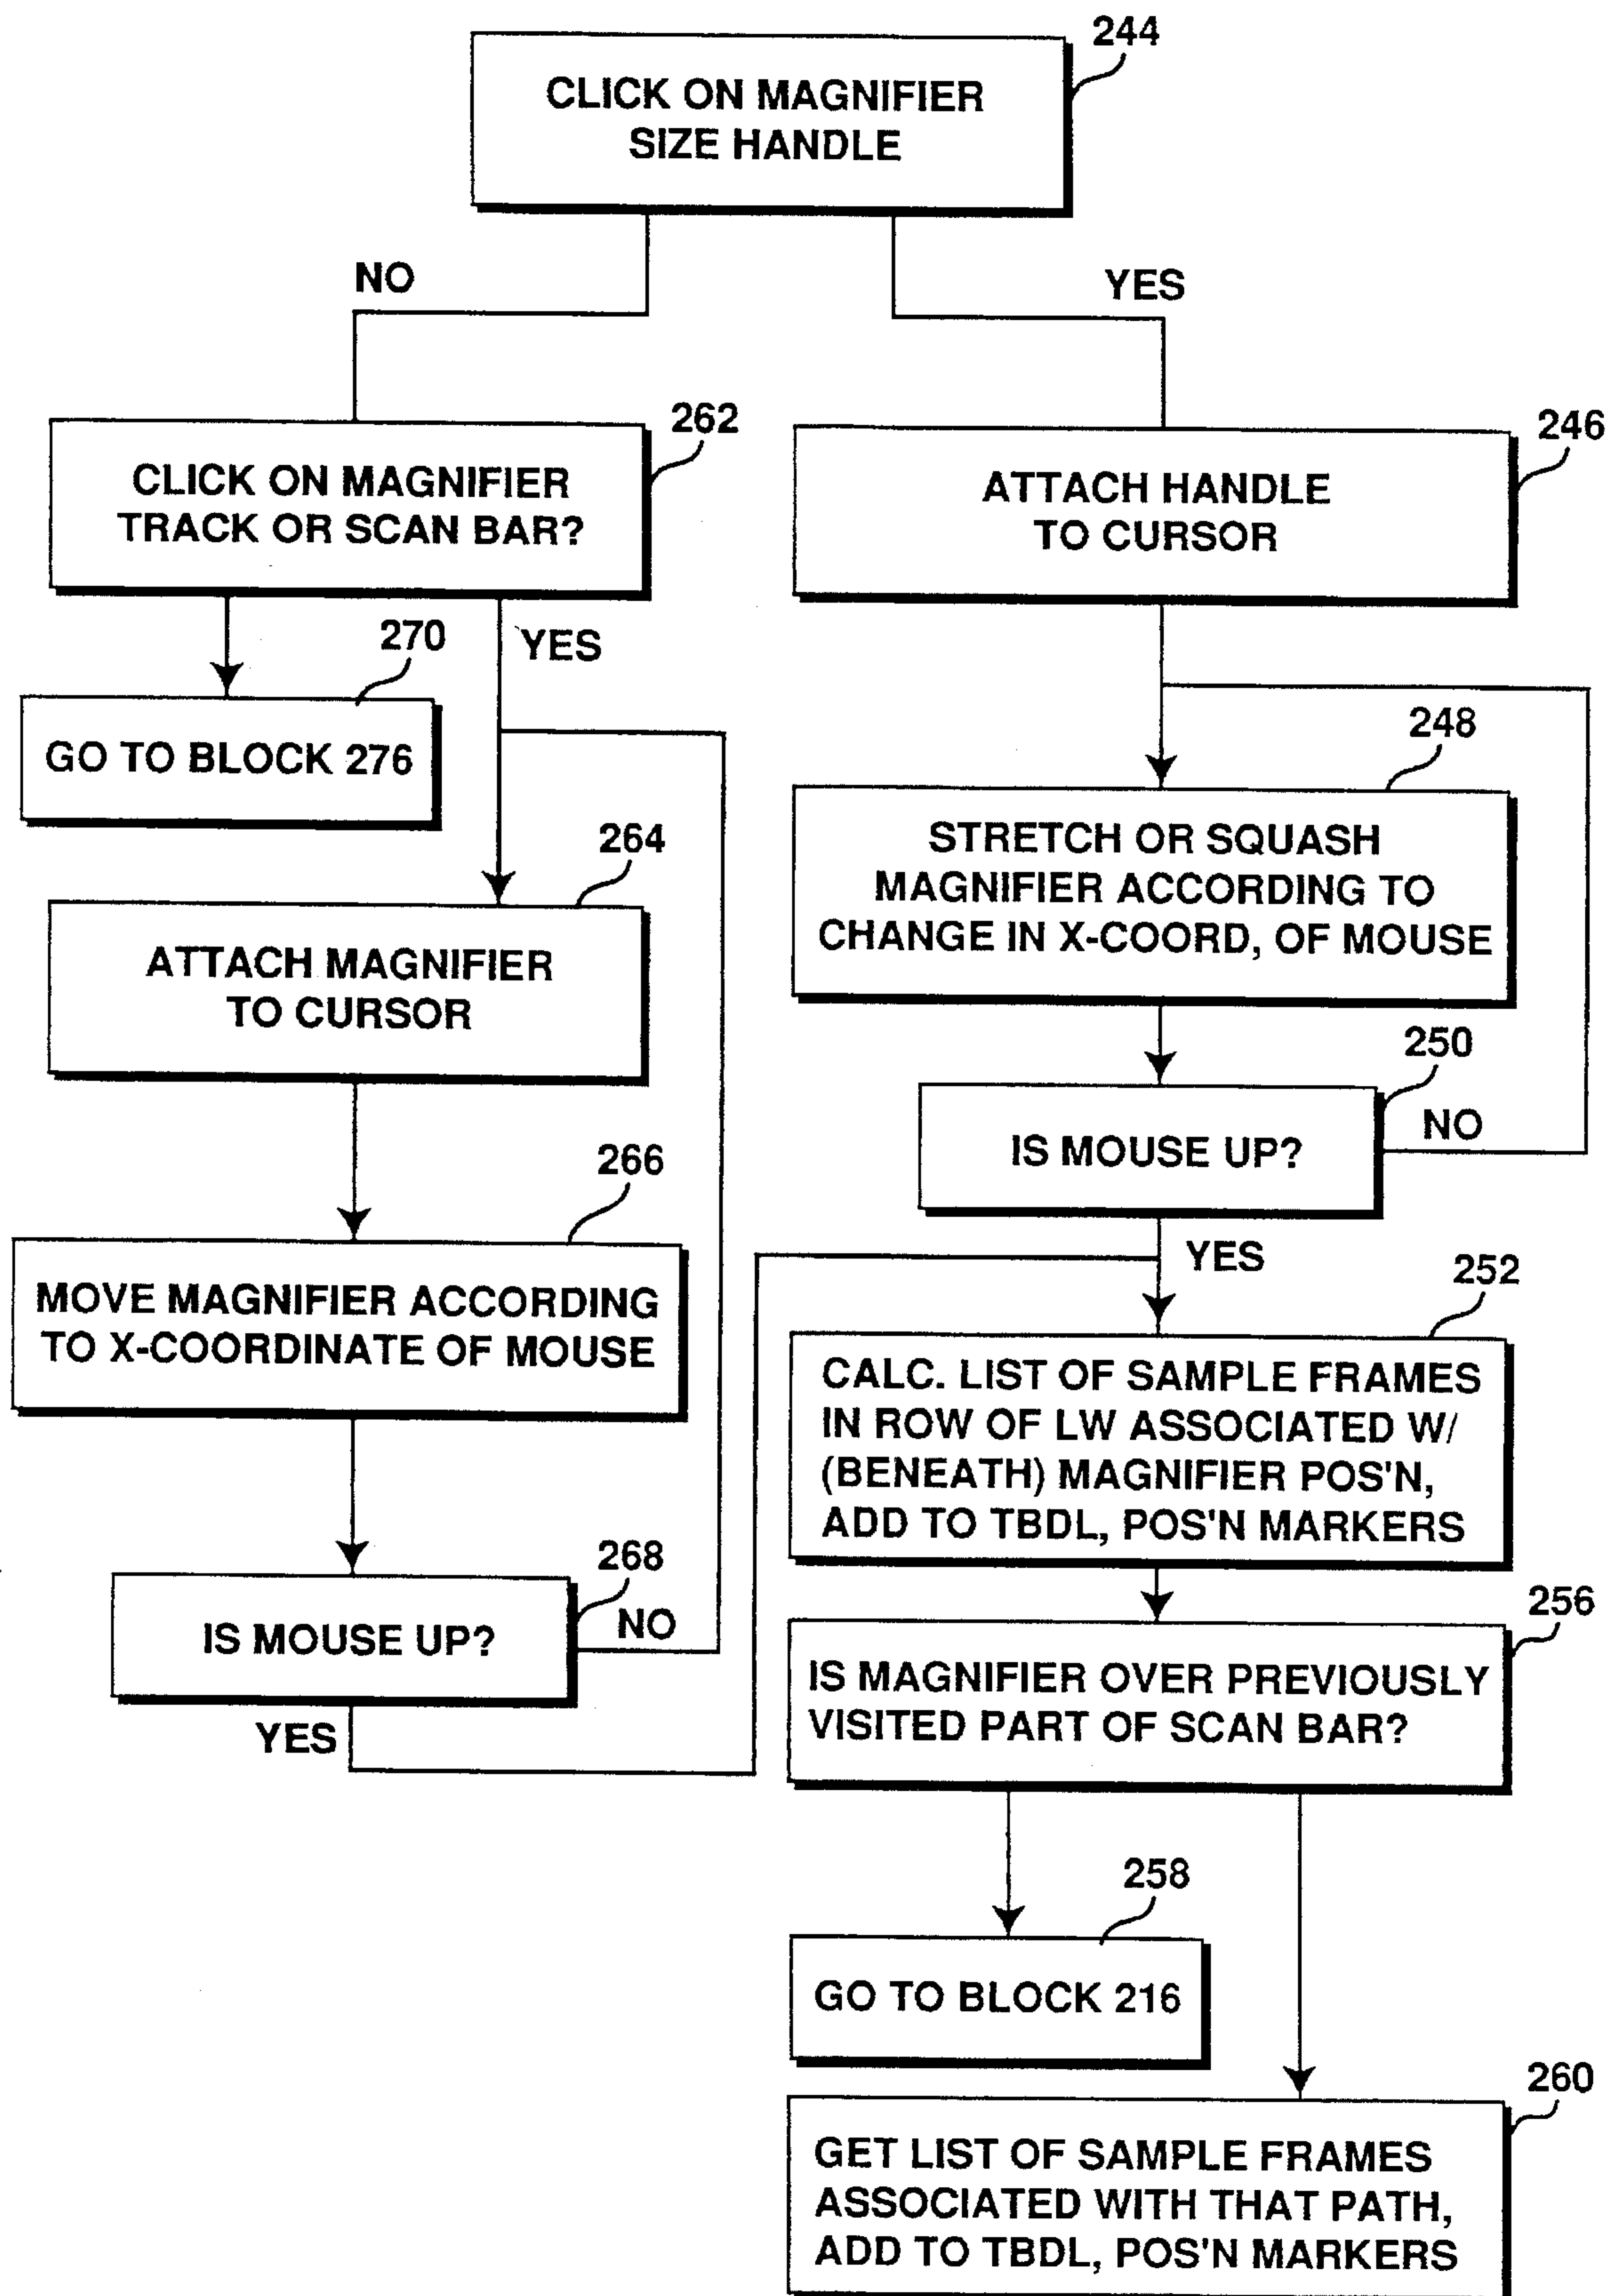 244
CLICK ON MAGNIFIER
SIZE HANDLE
NO
YES
262
CLICK ON MAGNIFIER
TRACK OR SCAN BAR?
246
ATTACH HANDLE
TO CURSOR
270
YES
GO TO BLOCK 276
248
STRETCH OR SQUASH
MAGNIFIER ACCORDING TO
CHANGE IN X-COORD, OF MOUSE
264
ATTACH MAGNIFIER
TO CURSOR
250
IS MOUSE UP?
NO
266
MOVE MAGNIFIER ACCORDING
TO X-COORDINATE OF MOUSE
YES
252
CALC. LIST OF SAMPLE FRAMES
IN ROW OF LW ASSOCIATED W/
(BENEATH) MAGNIFIER POS'N,
ADD TO TBDL, POS'N MARKERS
268
IS MOUSE UP?
NO
YES
256
IS MAGNIFIER OVER PREVIOUSLY
VISITED PART OF SCAN BAR?
258
GO TO BLOCK 216
260
GET LIST OF SAMPLE FRAMES
ASSOCIATED WITH THAT PATH,
ADD TO TBDL, POS'N MARKERS